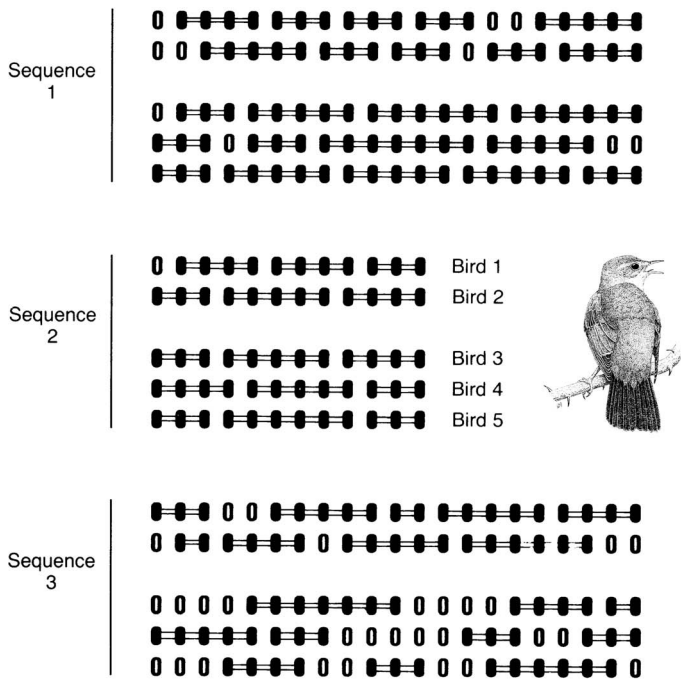 Sequence
1
Sequence
2
Bird 1
Bird 2
Bird 3
Bird 4
Bird 5
Sequence
3